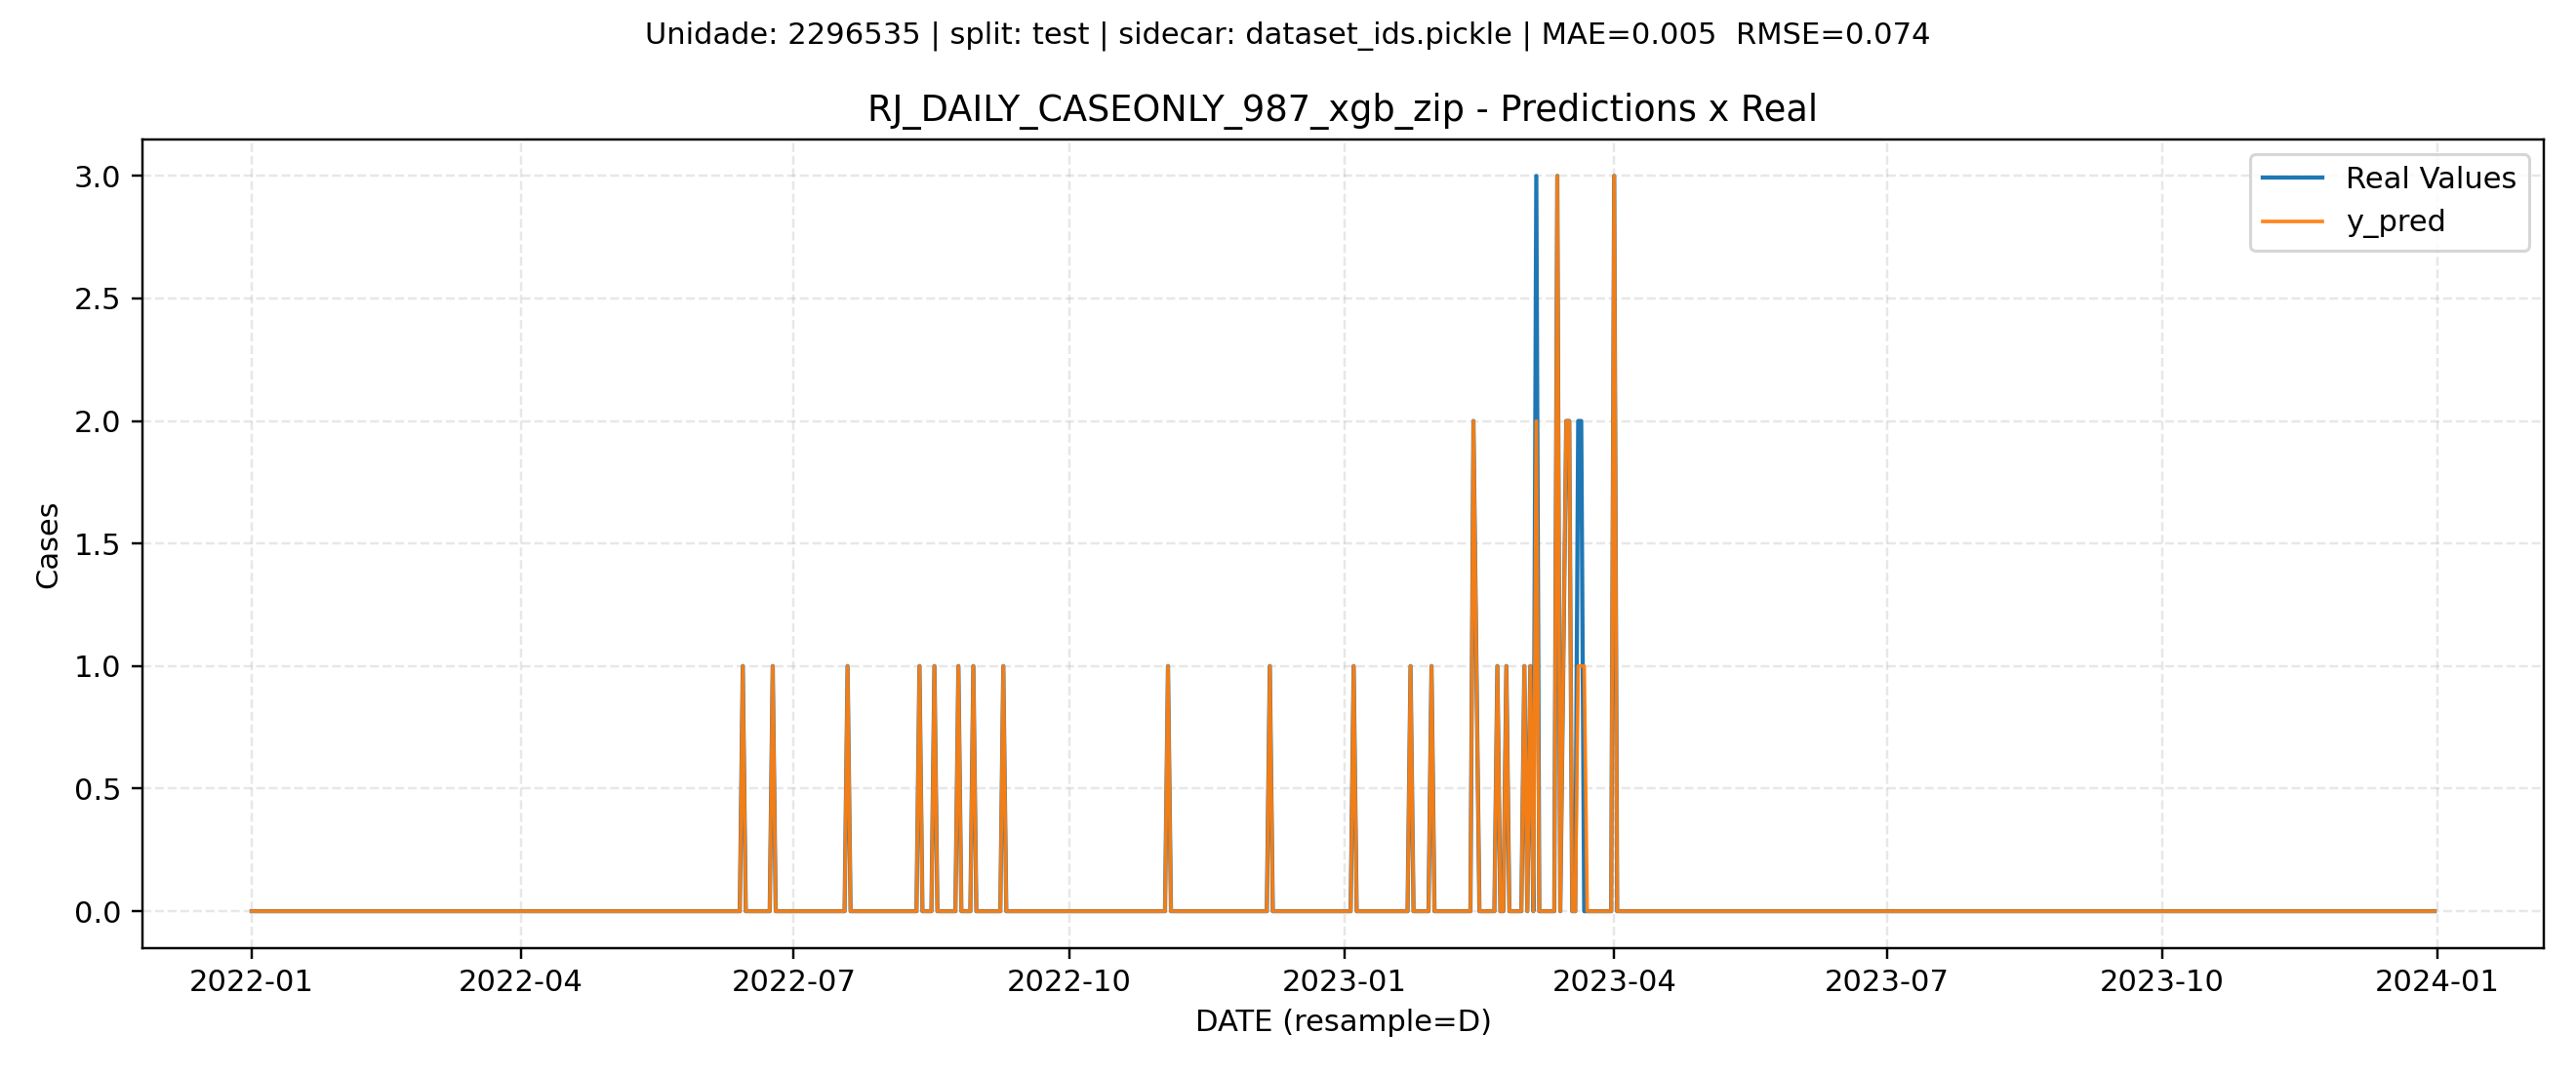 Unidade: 2296535 | split: test | sidecar: dataset_ids.pickle | MAE=0.005  RMSE=0.074
RJ_DAILY_CASEONLY_987_xgb_zip - Predictions x Real
Real Values
y_pred
3.0
2.5
2.0
1.5
1.0
0.5
0.0
Cases
2022-01 2022-04 2022-07 2022-10 2023-01 2023-04 2023-07 2023-10 2024-01
DATE (resample=D)